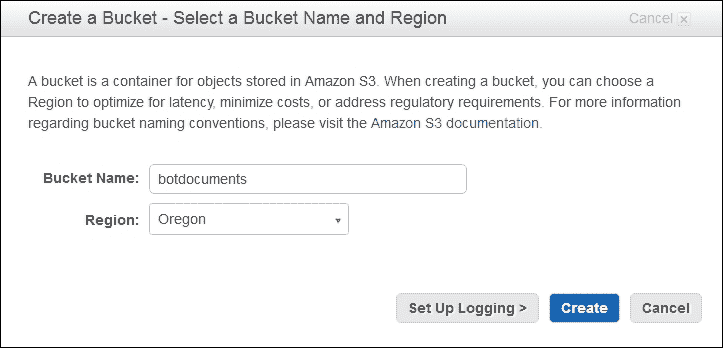 Create a Bucket - Select a Bucket Name and Region
Cancel x
A bucket is a container for objects stored in Amazon S3. When creating a bucket, you can choose a
Region to optimize for latency, minimize costs, or address regulatory requirements. For more information
regarding bucket naming conventions, please visit the Amazon S3 documentation.
Bucket Name: botdocuments
Region: Oregon
Set Up Logging > Create Cancel